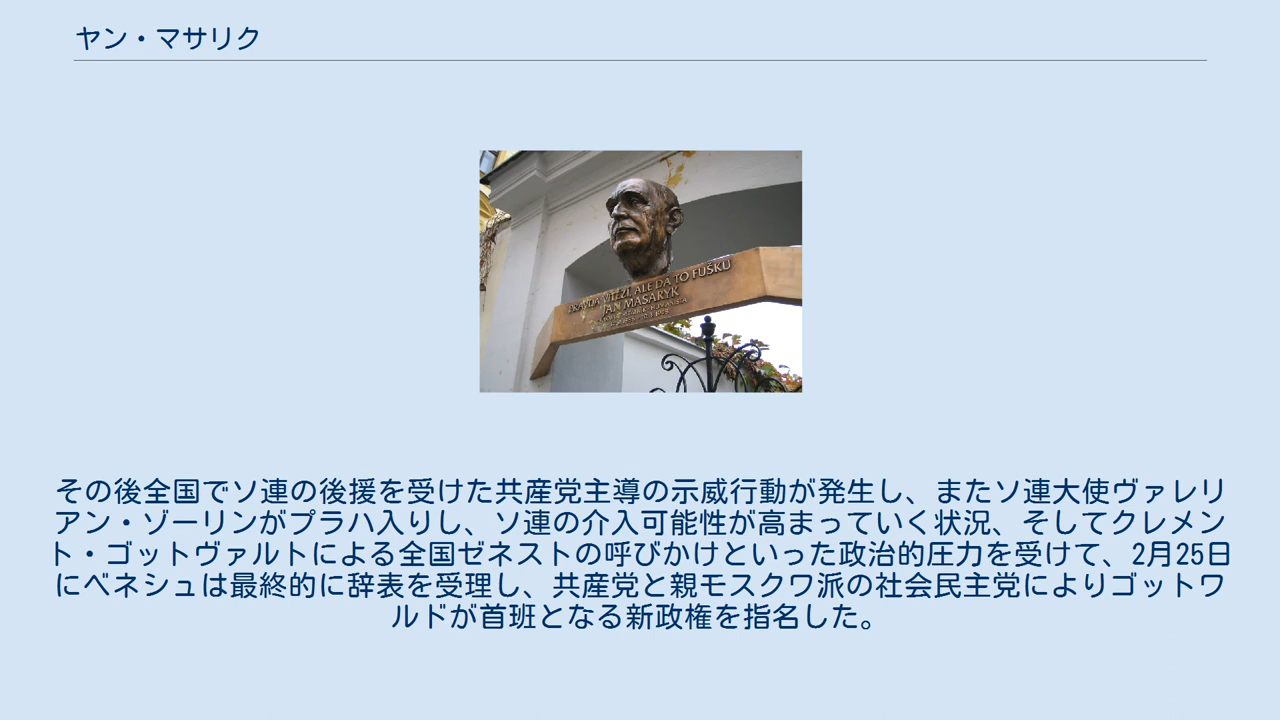 ヤン・マサリク
PRAVDA VÍTĚZÍ, ALE DÁ TO FUŠKU
JAN MASARYK
その後全国でソ連の後援を受けた共産党主導の示威行動が発生し、またソ連大使ヴァレリ
アン・ゾーリンがプラハ入りし、ソ連の介入可能性が高まっていく状況、そしてクレメン
ト・ゴットヴァルトによる全国ゼネストの呼びかけといった政治的圧力を受けて、2月25日
にベネシュは最終的に辞表を受理し、共産党と親モスクワ派の社会民主党によりゴットワ
ルドが首班となる新政権を指名した。